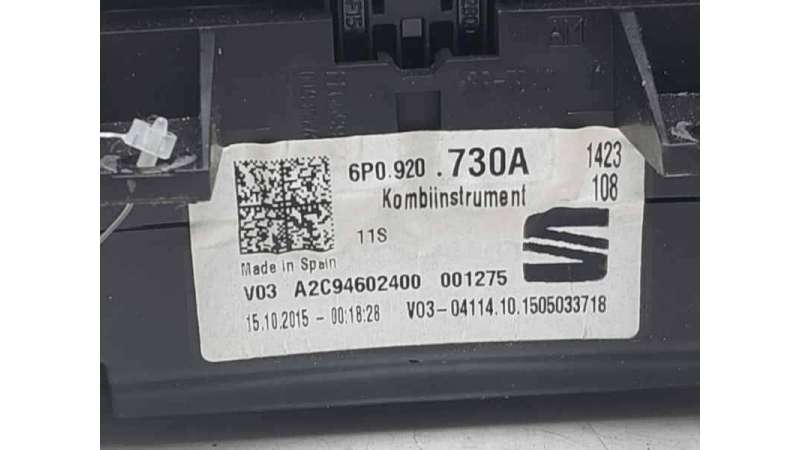 6P0.920 .730A 1423
Kombiinstrument 108
11S
Made in Spain
V03 A2C94602400 001275
15.10.2015 - 00:18:28 V03-04114.10.1505033718